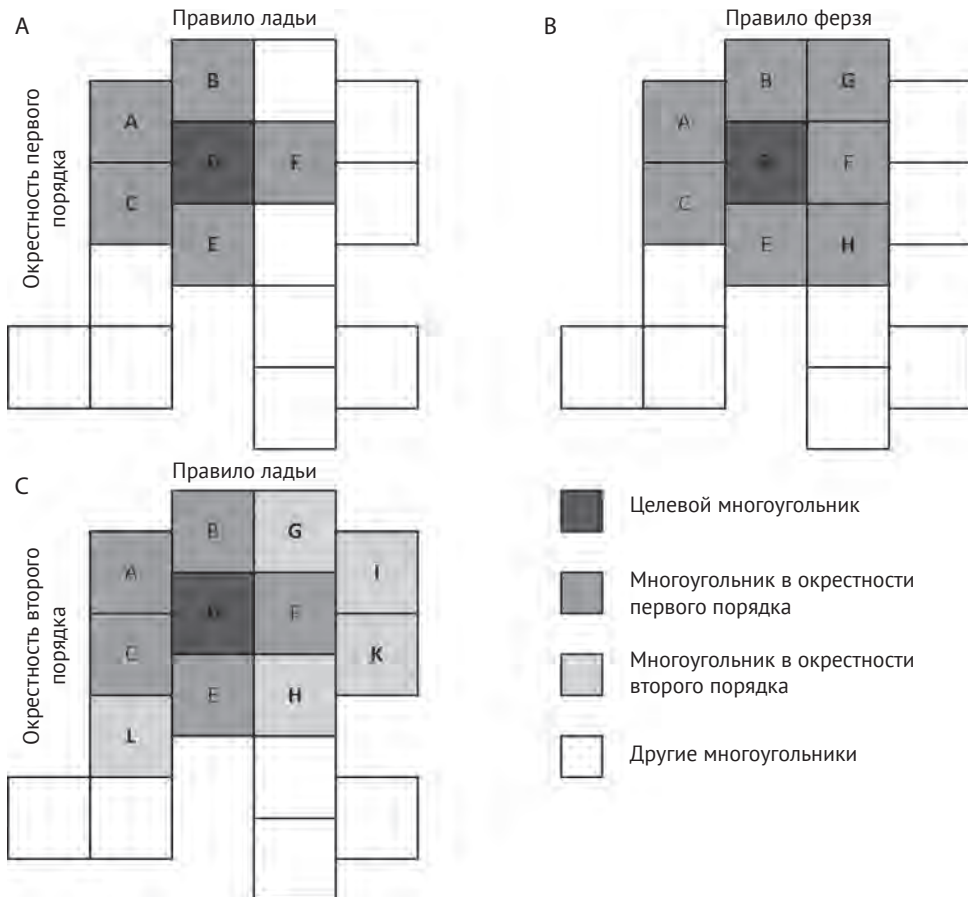 A
Правило ладьи
B
Правило ферзя
Окрестность первого
порядка
B
A
D
F
C
E
B
G
A
D
F
C
E
H
C
Правило ладьи
Окрестность второго
порядка
B
G
A
I
D
F
C
K
E
H
L
Целевой многоугольник
Многоугольник в окрестности
первого порядка
Многоугольник в окрестности
второго порядка
Другие многоугольники